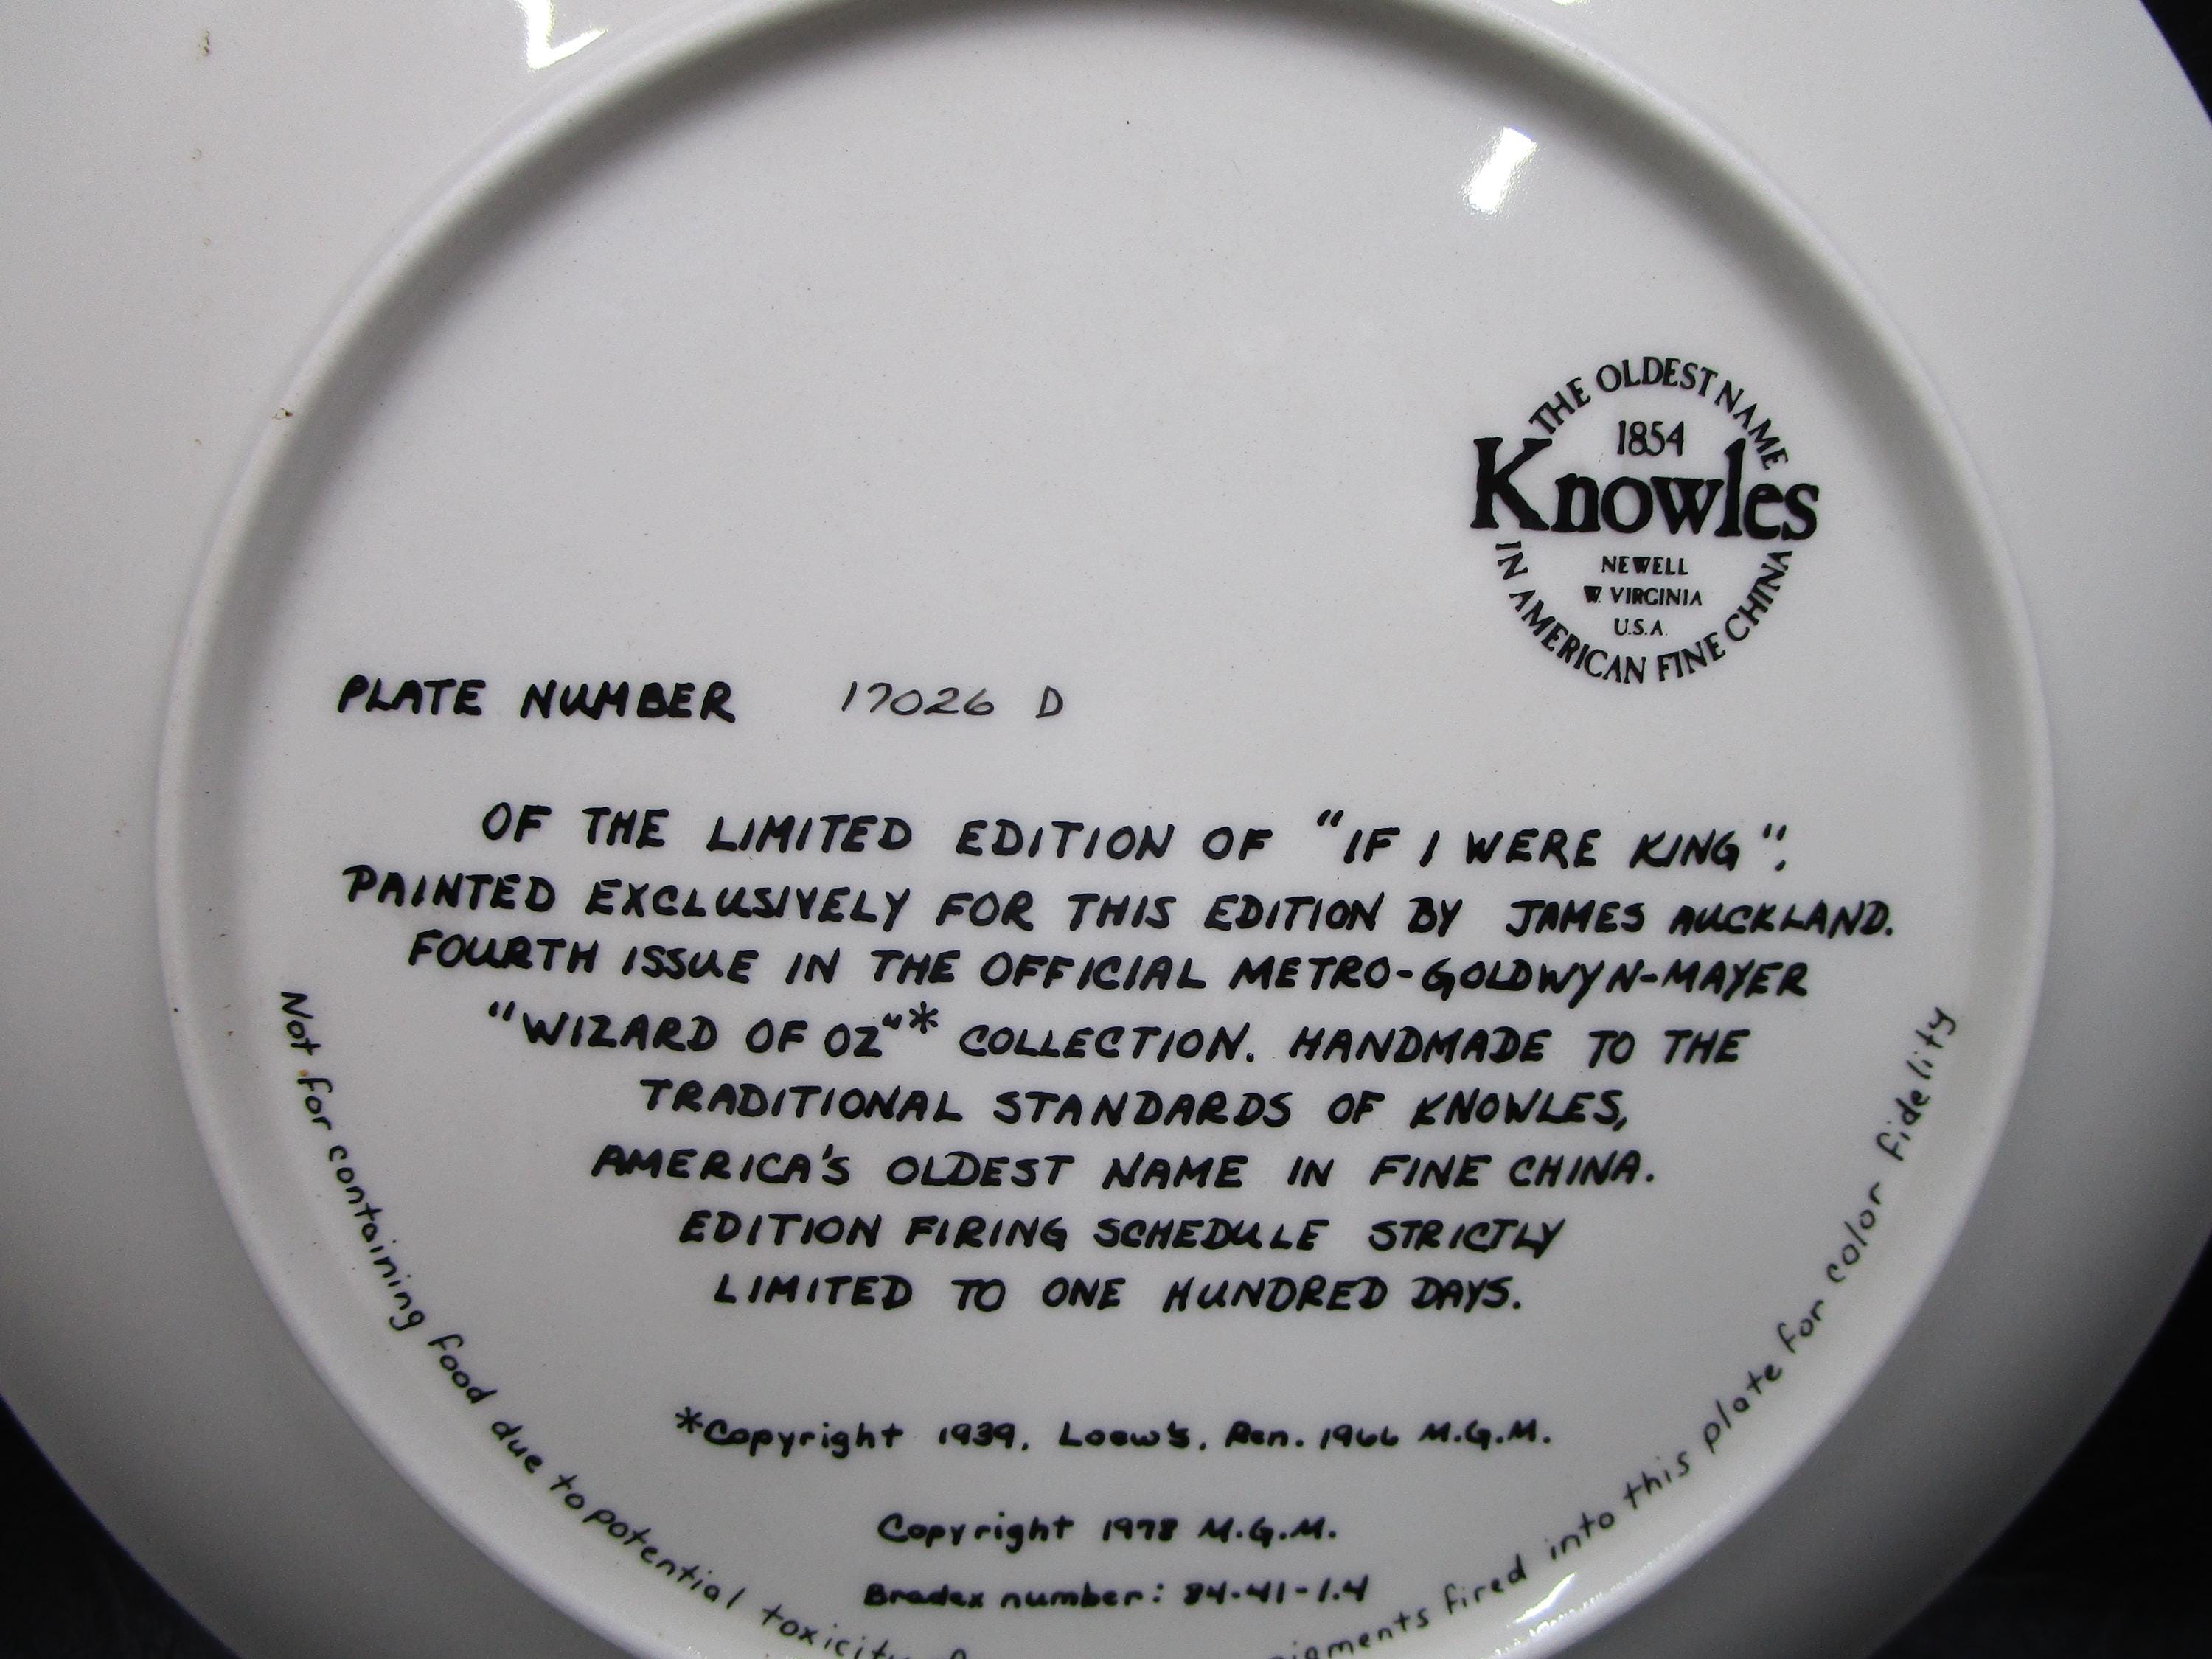 THE OLDEST NAME
1854
Knowles
NEWELL
W. VIRGINIA
U.S.A.
IN AMERICAN FINE CHINA
PLATE NUMBER 17026 D
OF THE LIMITED EDITION OF "IF I WERE KING".
PAINTED EXCLUSIVELY FOR THIS EDITION BY JAMES AUCKLAND.
FOURTH ISSUE IN THE OFFICIAL METRO-GOLDWYN-MAYER
"WIZARD OF OZ"* COLLECTION. HANDMADE TO THE
TRADITIONAL STANDARDS OF KNOWLES,
AMERICA'S OLDEST NAME IN FINE CHINA.
EDITION FIRING SCHEDULE STRICTLY
LIMITED TO ONE HUNDRED DAYS.
*Copyright 1939, Loew's, Ren. 1966 M.G.M.
Copyright 1978 M.G.M.
Bradex number: 84-41-1.4
Not for containing food due to potential toxicity
pigments fired into this plate for color fidelity